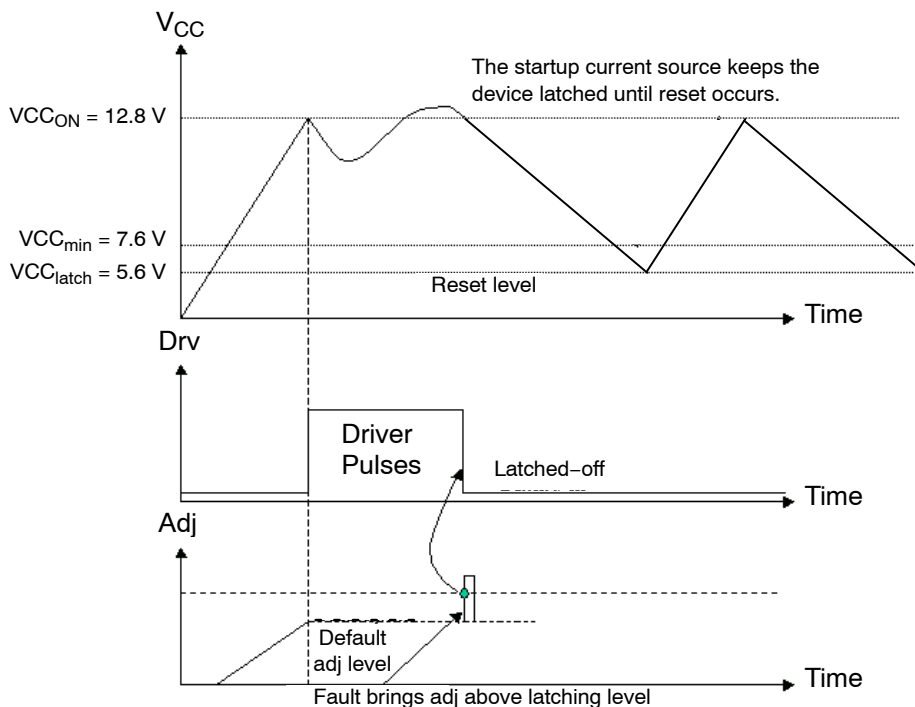 VCC
The startup current source keeps the
device latched until reset occurs.
VCCON = 12.8 V
VCCmin = 7.6 V
VCClatch = 5.6 V
Reset level
Time
Drv
Driver
Pulses
Latched−off
Time
Adj
Default
adj level
Time
Fault brings adj above latching level